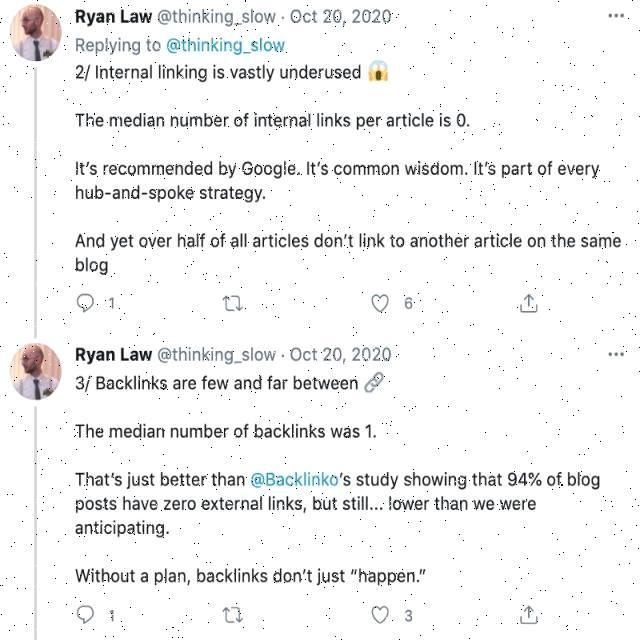 Ryan Law @thinking_slow · Oct 20, 2020
Replying to @thinking_slow
2/ Internal linking is vastly underused 😱
The median number of internal links per article is 0.
It's recommended by Google. It's common wisdom. It's part of every
hub-and-spoke strategy.
And yet over half of all articles don't link to another article on the same
blog
1 6
Ryan Law @thinking_slow · Oct 20, 2020
3/ Backlinks are few and far between 🔗
The median number of backlinks was 1.
That's just better than @Backlinko's study showing that 94% of blog
posts have zero external links, but still... lower than we were
anticipating.
Without a plan, backlinks don't just "happen."
1 3